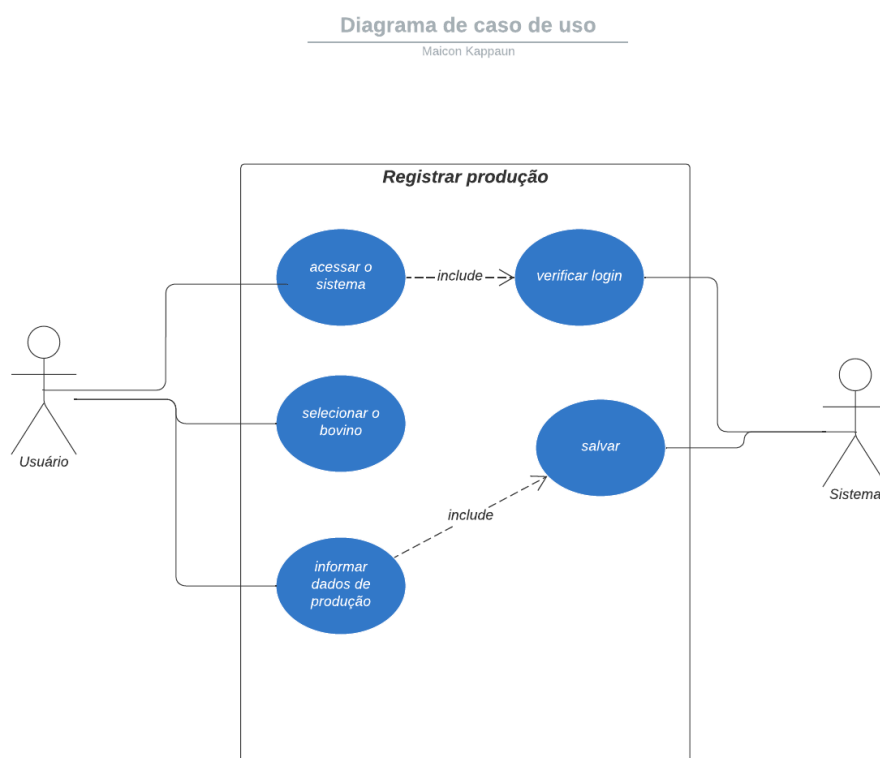 Diagrama de caso de uso
Maicon Kappaun
Registrar produção
acessar o
sistema
include
verificar login
selecionar o
bovino
salvar
Usuário
Sistema
include
informar
dados de
produção